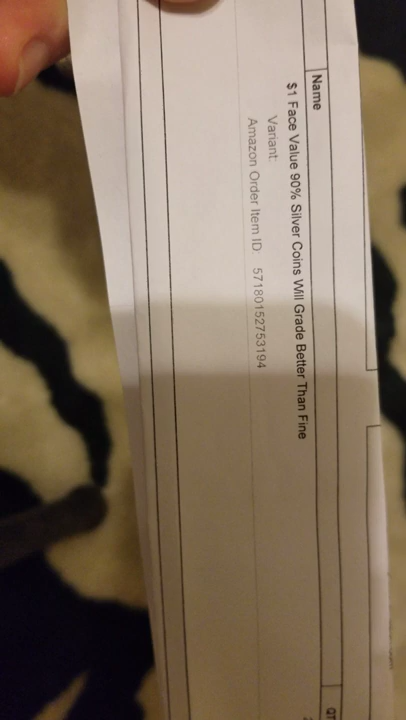 Name
$1 Face Value 90% Silver Coins Will Grade Better Than Fine
Variant:
Amazon Order Item ID: 57180152753194